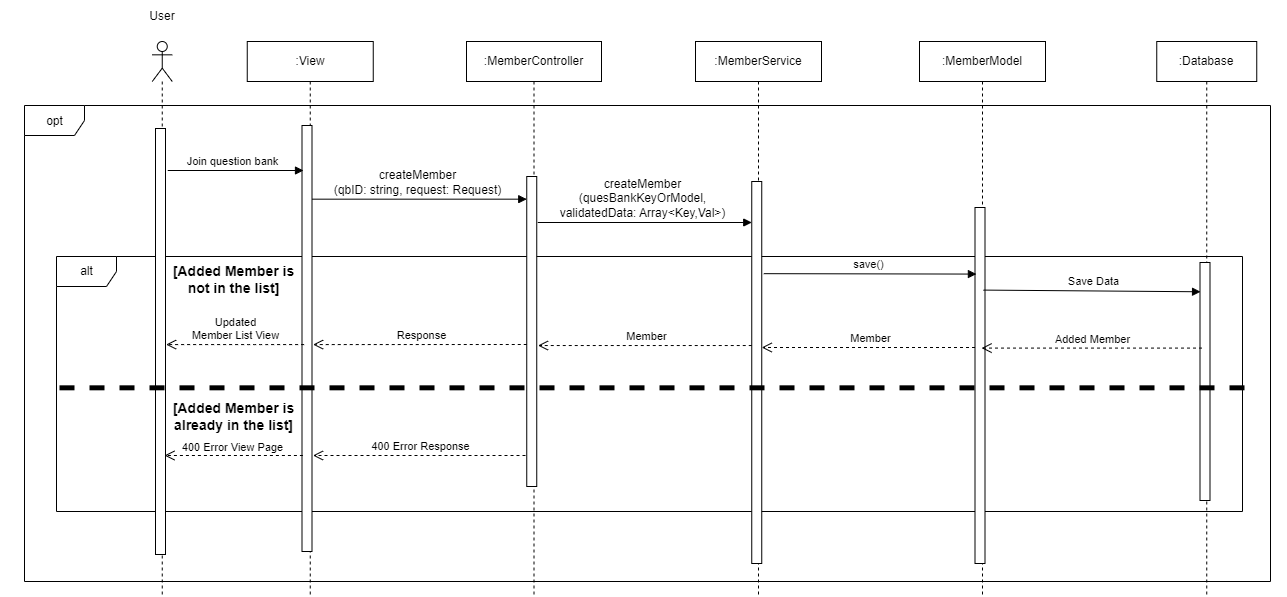 User
:View
:MemberController
:MemberService
:MemberModel
:Database
opt
Join question bank
createMember
(qbID: string, request: Request)
createMember
(quesBankKeyOrModel,
validatedData: Array<Key,Val>)
alt
[Added Member is
not in the list]
save()
Save Data
Updated
Member List View
Response
Member
Member
Added Member
[Added Member is
already in the list]
400 Error View Page
400 Error Response